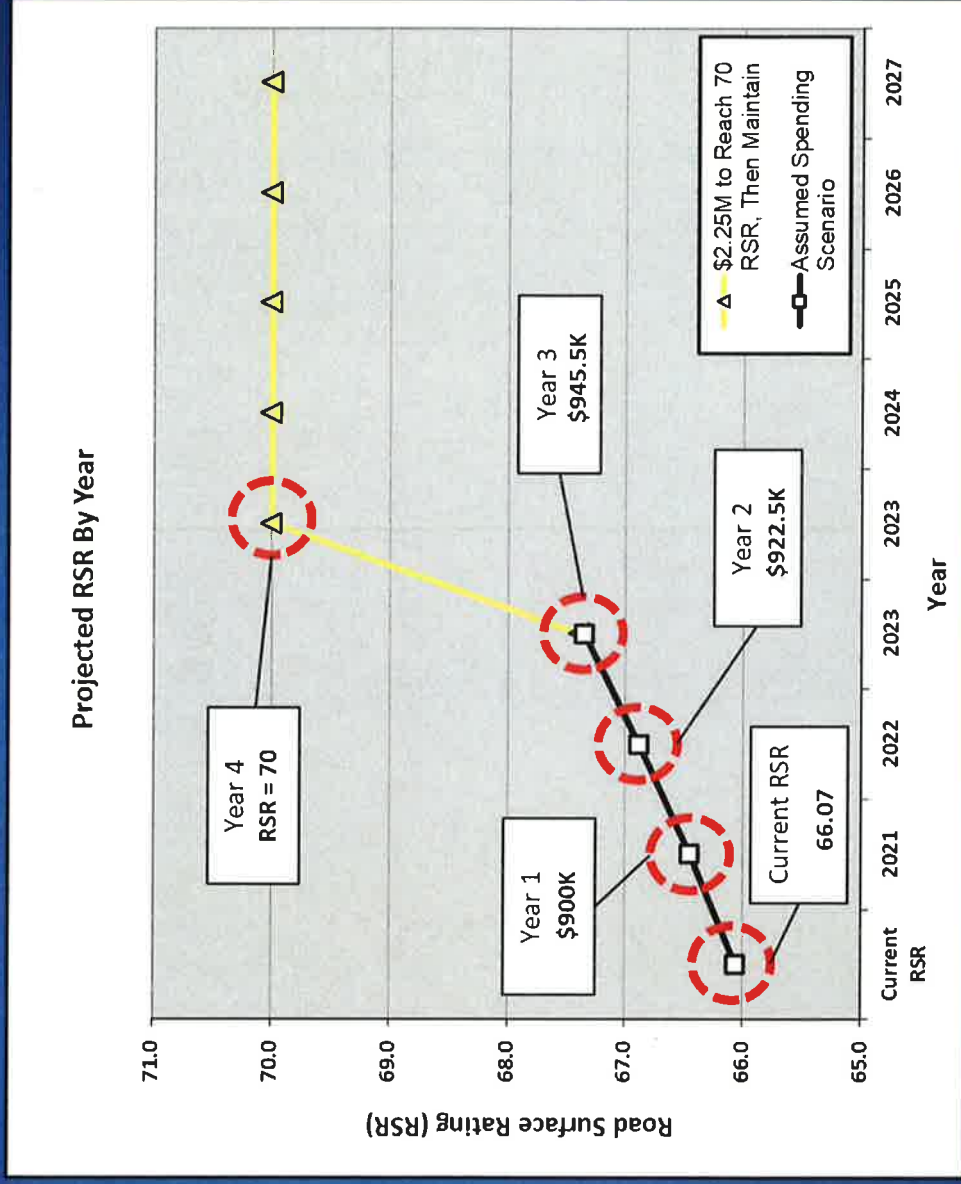 Projected RSR By Year
Road Surface Rating (RSR)
71.0
70.0
69.0
68.0
67.0
66.0
65.0
Year 4
RSR = 70
Year 1
$900K
Current RSR
66.07
Year 2
$922.5K
Year 3
$945.5K
$2.25M to Reach 70
RSR, Then Maintain
Assumed Spending
Scenario
Current
RSR
2021
2022
2023
2023
2024
2025
2026
2027
Year